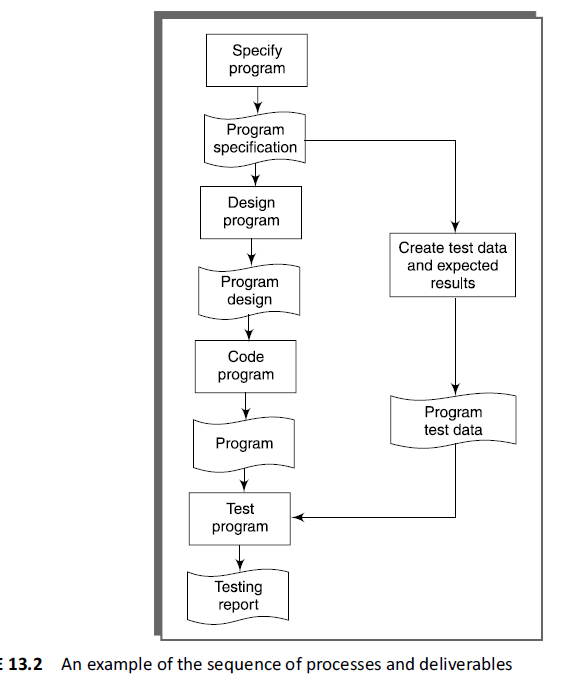 Specify
program
Program
specification
Design
program
Create test data
and expected
results
Program
design
Code
program
Program
test data
Program
Test
program
Testing
report
E 13.2 An example of the sequence of processes and deliverables